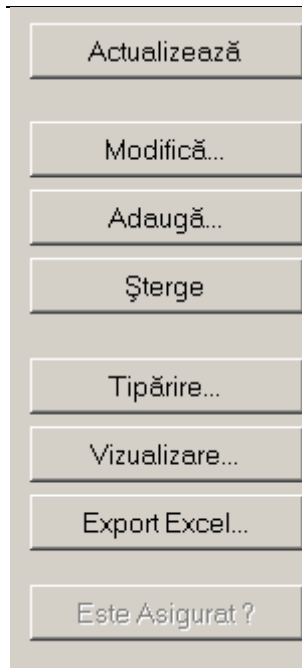 Actualizează
Modifică...
Adaugă...
Şterge
Tipărire...
Vizualizare...
Export Excel...
Este Asigurat ?